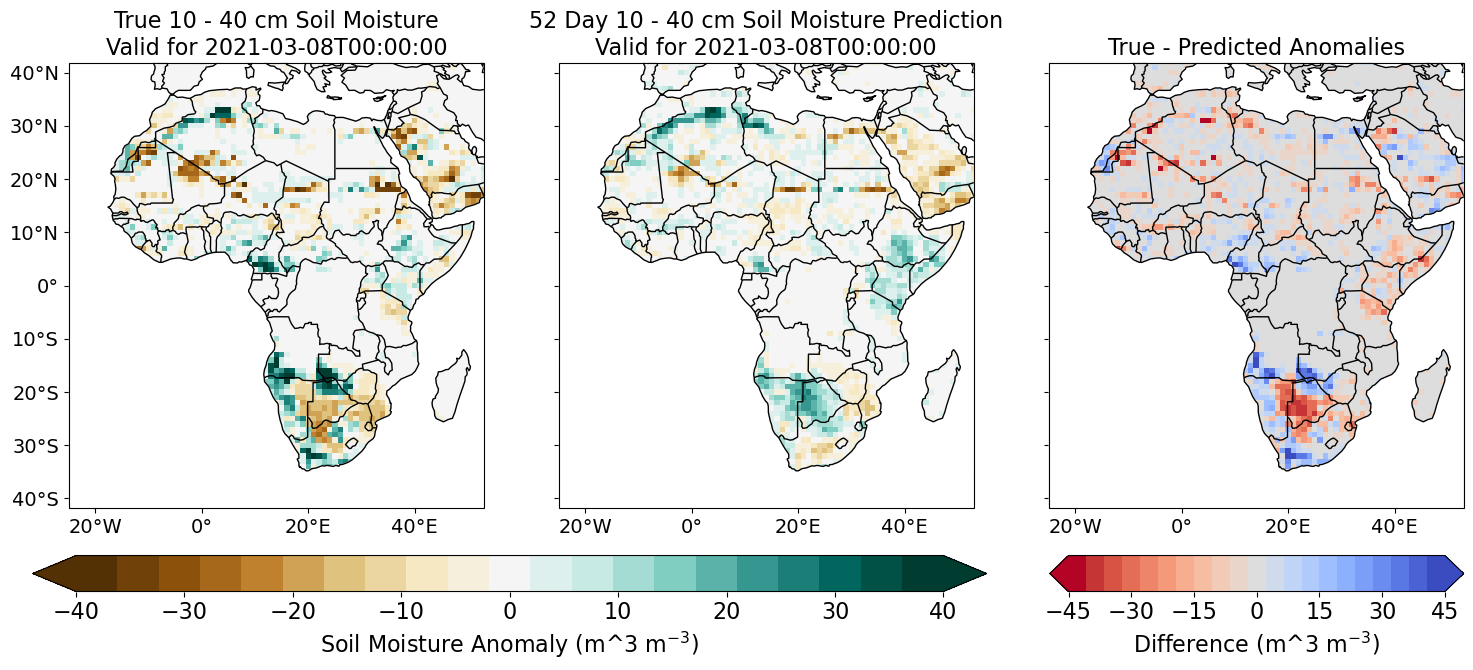 True 10 - 40 cm Soil Moisture
Valid for 2021-03-08T00:00:00
52 Day 10 - 40 cm Soil Moisture Prediction
Valid for 2021-03-08T00:00:00
True - Predicted Anomalies
40°N
30°N
20°N
10°N
0°
10°S
20°S
30°S
40°S
20°W 0° 20°E 40°E
20°W 0° 20°E 40°E
20°W 0° 20°E 40°E
−40 −30 −20 −10 0 10 20 30 40
Soil Moisture Anomaly (m^3 m⁻³)
−45 −30 −15 0 15 30 45
Difference (m^3 m⁻³)